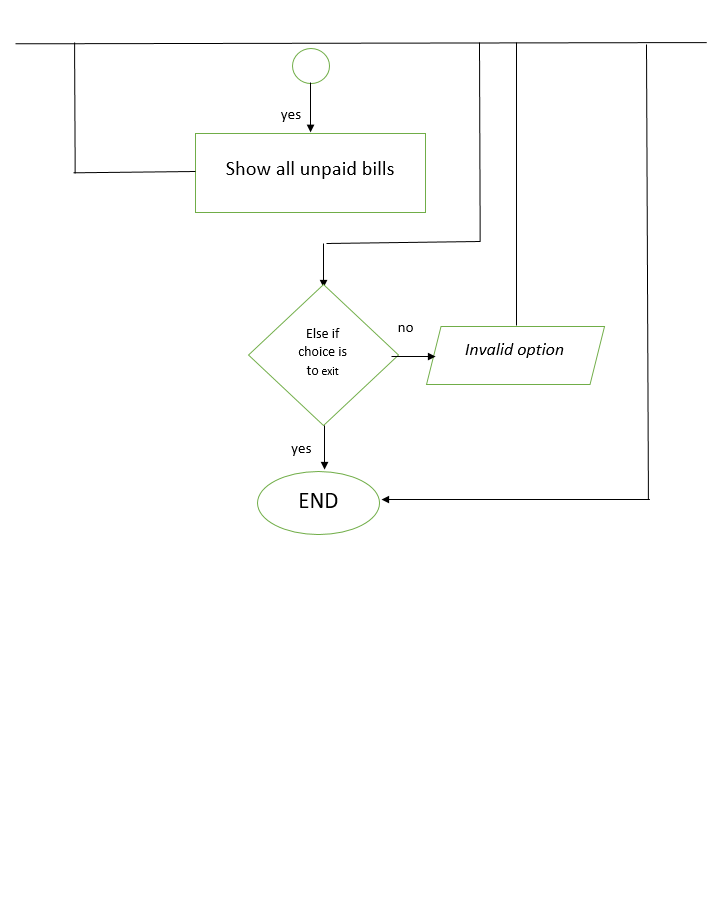 yes
Show all unpaid bills
Else if
choice is
to exit
no
Invalid option
yes
END